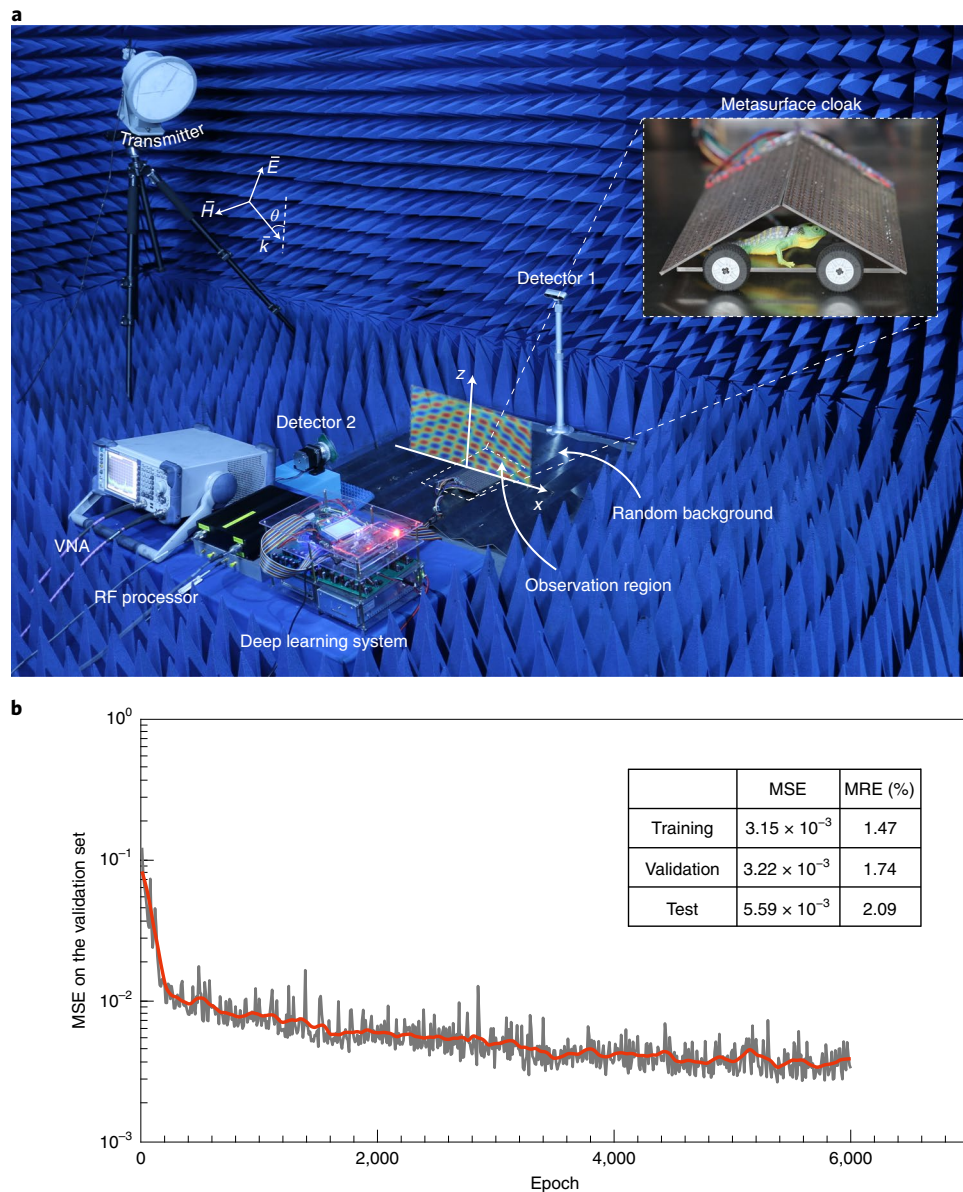 a
Metasurface cloak
Transmitter
Ē
H̄
θ
k̄
Detector 1
z
Detector 2
x
Random background
VNA
Observation region
RF processor
Deep learning system
b
10⁰
10⁻¹
10⁻²
10⁻³
MSE on the validation set
MSE MRE (%)
Training 3.15 × 10⁻³ 1.47
Validation 3.22 × 10⁻³ 1.74
Test 5.59 × 10⁻³ 2.09
0 2,000 4,000 6,000
Epoch